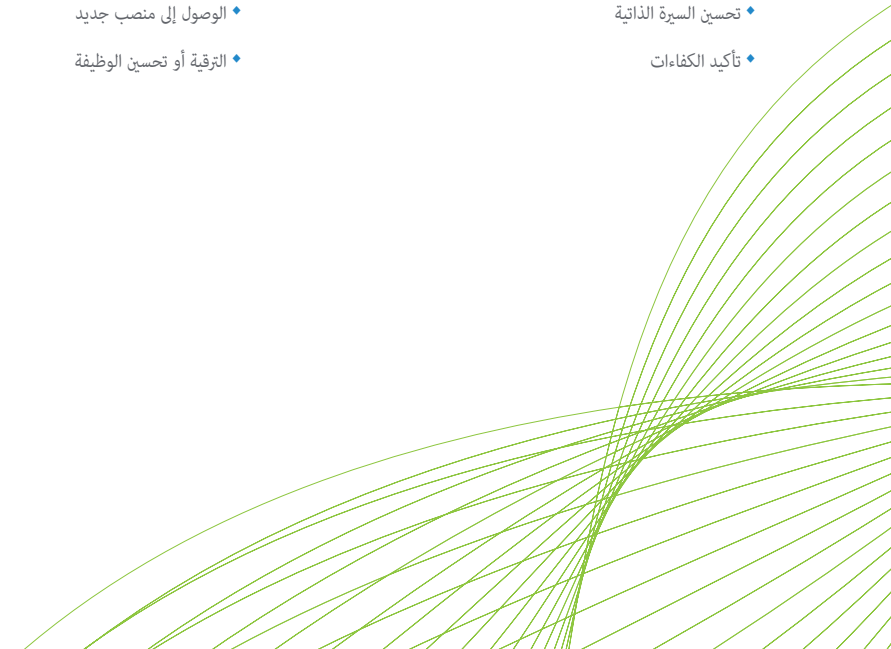 تحسين السيرة الذاتية
تأكيد الكفاءات
الوصول إلى منصب جديد
الترقية أو تحسين الوظيفة